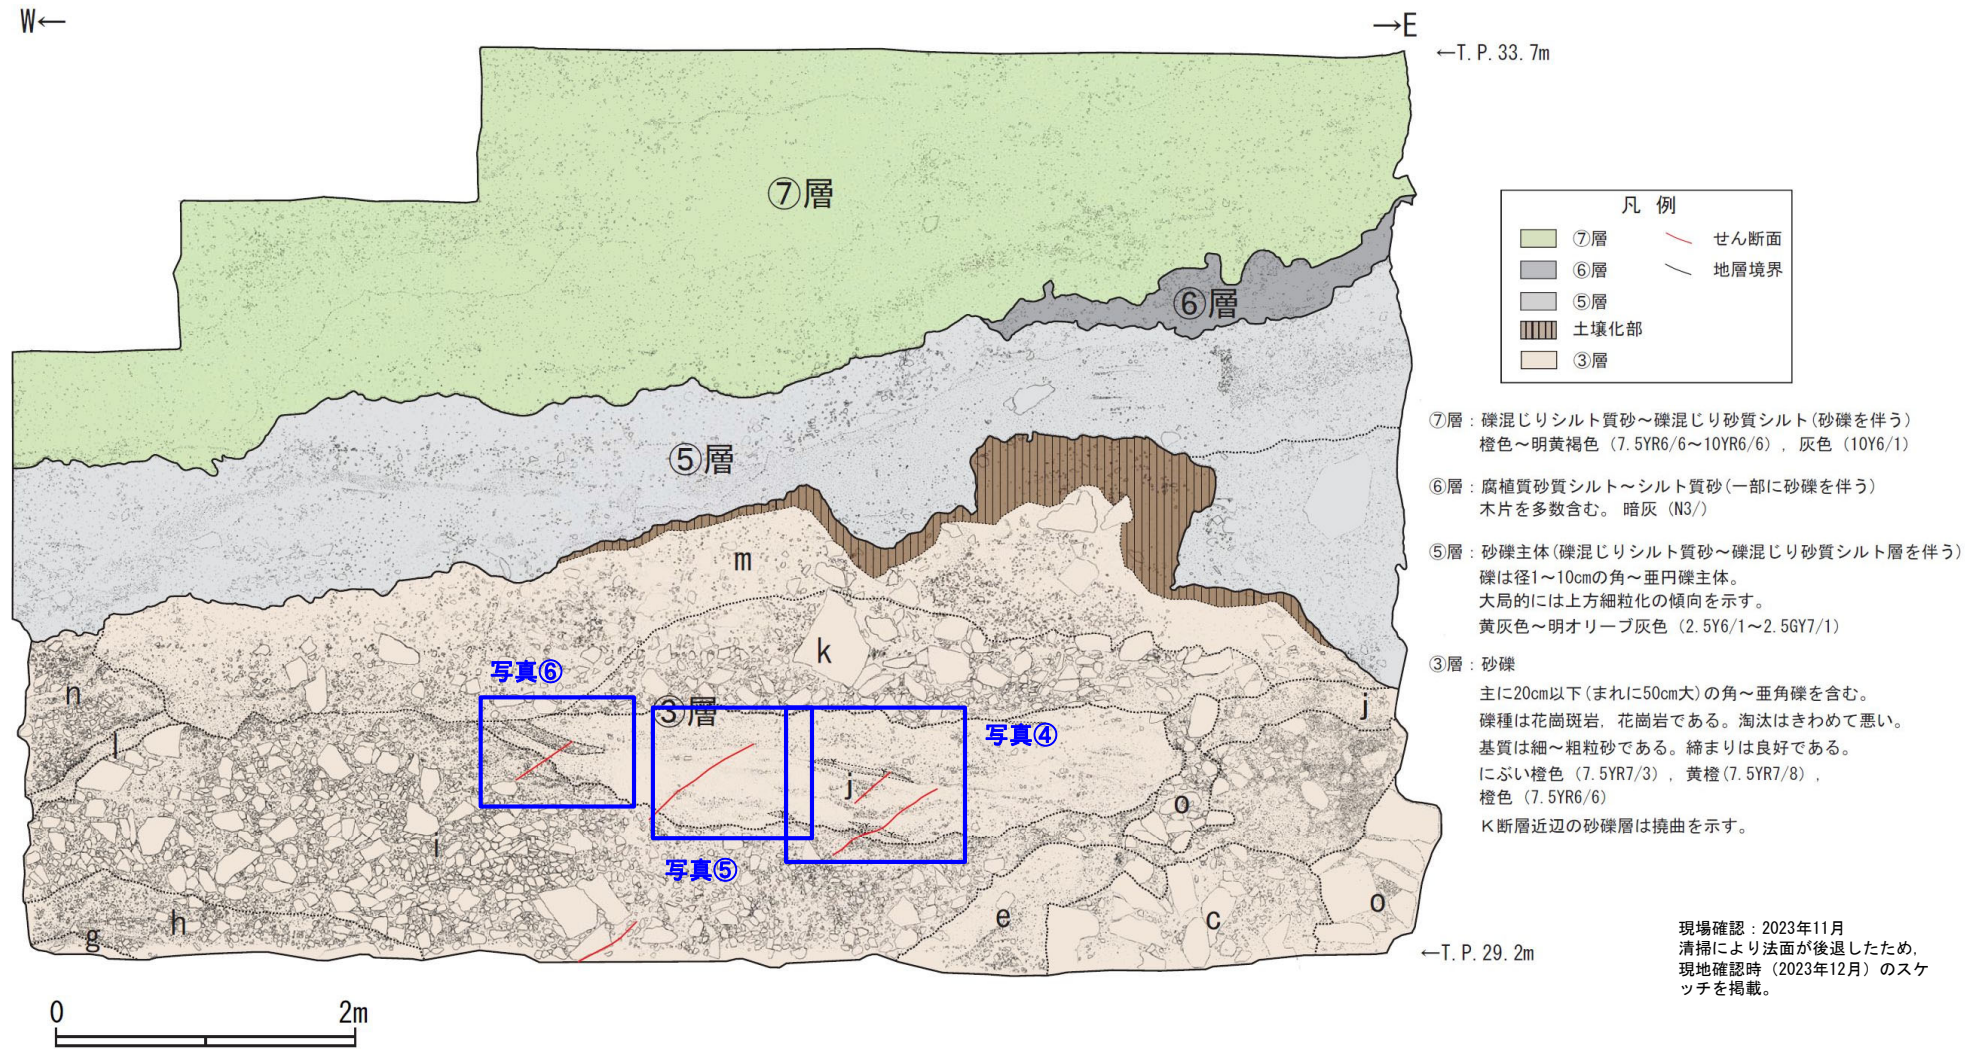 W←
→E
←T.P.33.7m
⑦層
⑥層
⑤層
m
k
写真⑥
③層
写真④
n
l
j
j
o
i
写真⑤
h
g
e
c
o
←T.P.29.2m
0
2m
凡 例
⑦層
せん断面
⑥層
地層境界
⑤層
土壌化部
③層
⑦層：礫混じりシルト質砂～礫混じり砂質シルト(砂礫を伴う)
橙色～明黄褐色（7.5YR6/6～10YR6/6），灰色（10Y6/1）
⑥層：腐植質砂質シルト～シルト質砂(一部に砂礫を伴う)
木片を多数含む。 暗灰（N3/）
⑤層：砂礫主体(礫混じりシルト質砂～礫混じり砂質シルト層を伴う)
礫は径1～10cmの角～亜円礫主体。
大局的には上方細粒化の傾向を示す。
黄灰色～明オリーブ灰色（2.5Y6/1～2.5GY7/1）
③層：砂礫
主に20cm以下(まれに50cm大)の角～亜角礫を含む。
礫種は花崗斑岩，花崗岩である。淘汰はきわめて悪い。
基質は細～粗粒砂である。締まりは良好である。
にぶい橙色（7.5YR7/3），黄橙(7.5YR7/8)，
橙色（7.5YR6/6）
Ｋ断層近辺の砂礫層は撓曲を示す。
現場確認：2023年11月
清掃により法面が後退したため，
現地確認時（2023年12月）のスケ
ッチを掲載。